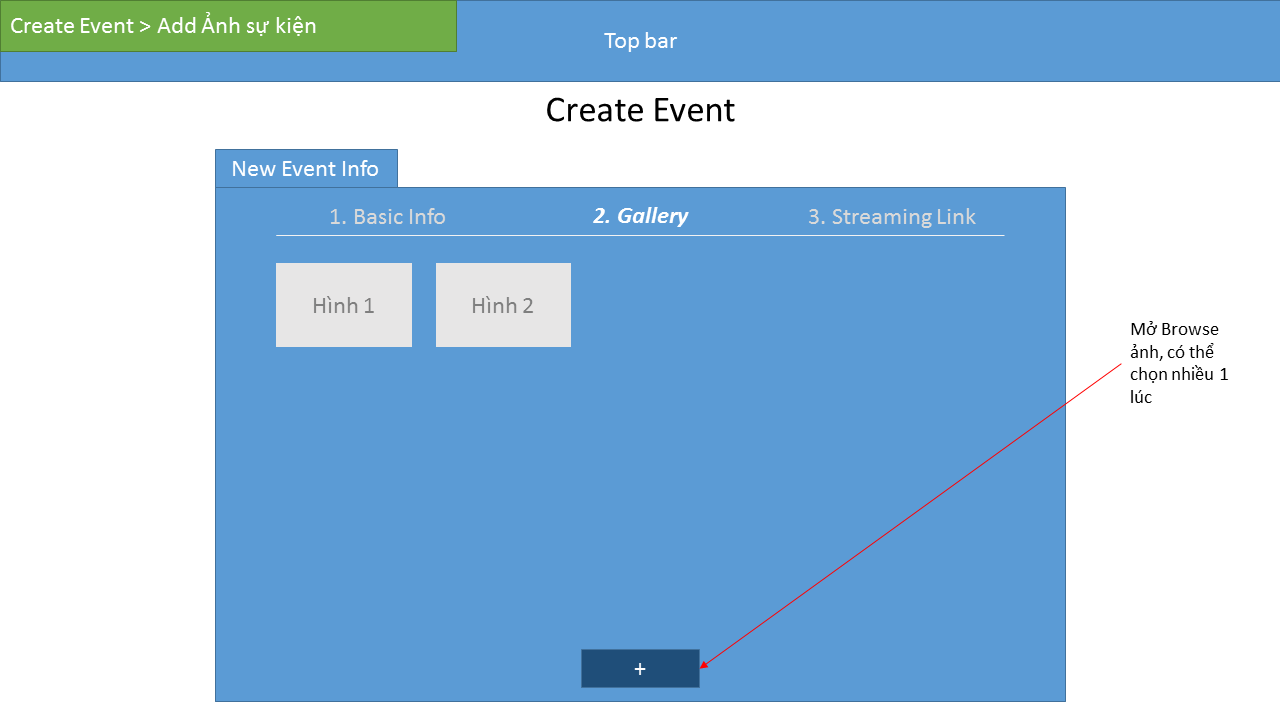 Create Event > Add Ảnh sự kiện
Top bar
Create Event
New Event Info
1. Basic Info
2. Gallery
3. Streaming Link
Hình 1
Hình 2
Mở Browse
ảnh, có thể
chọn nhiều 1
lúc
+